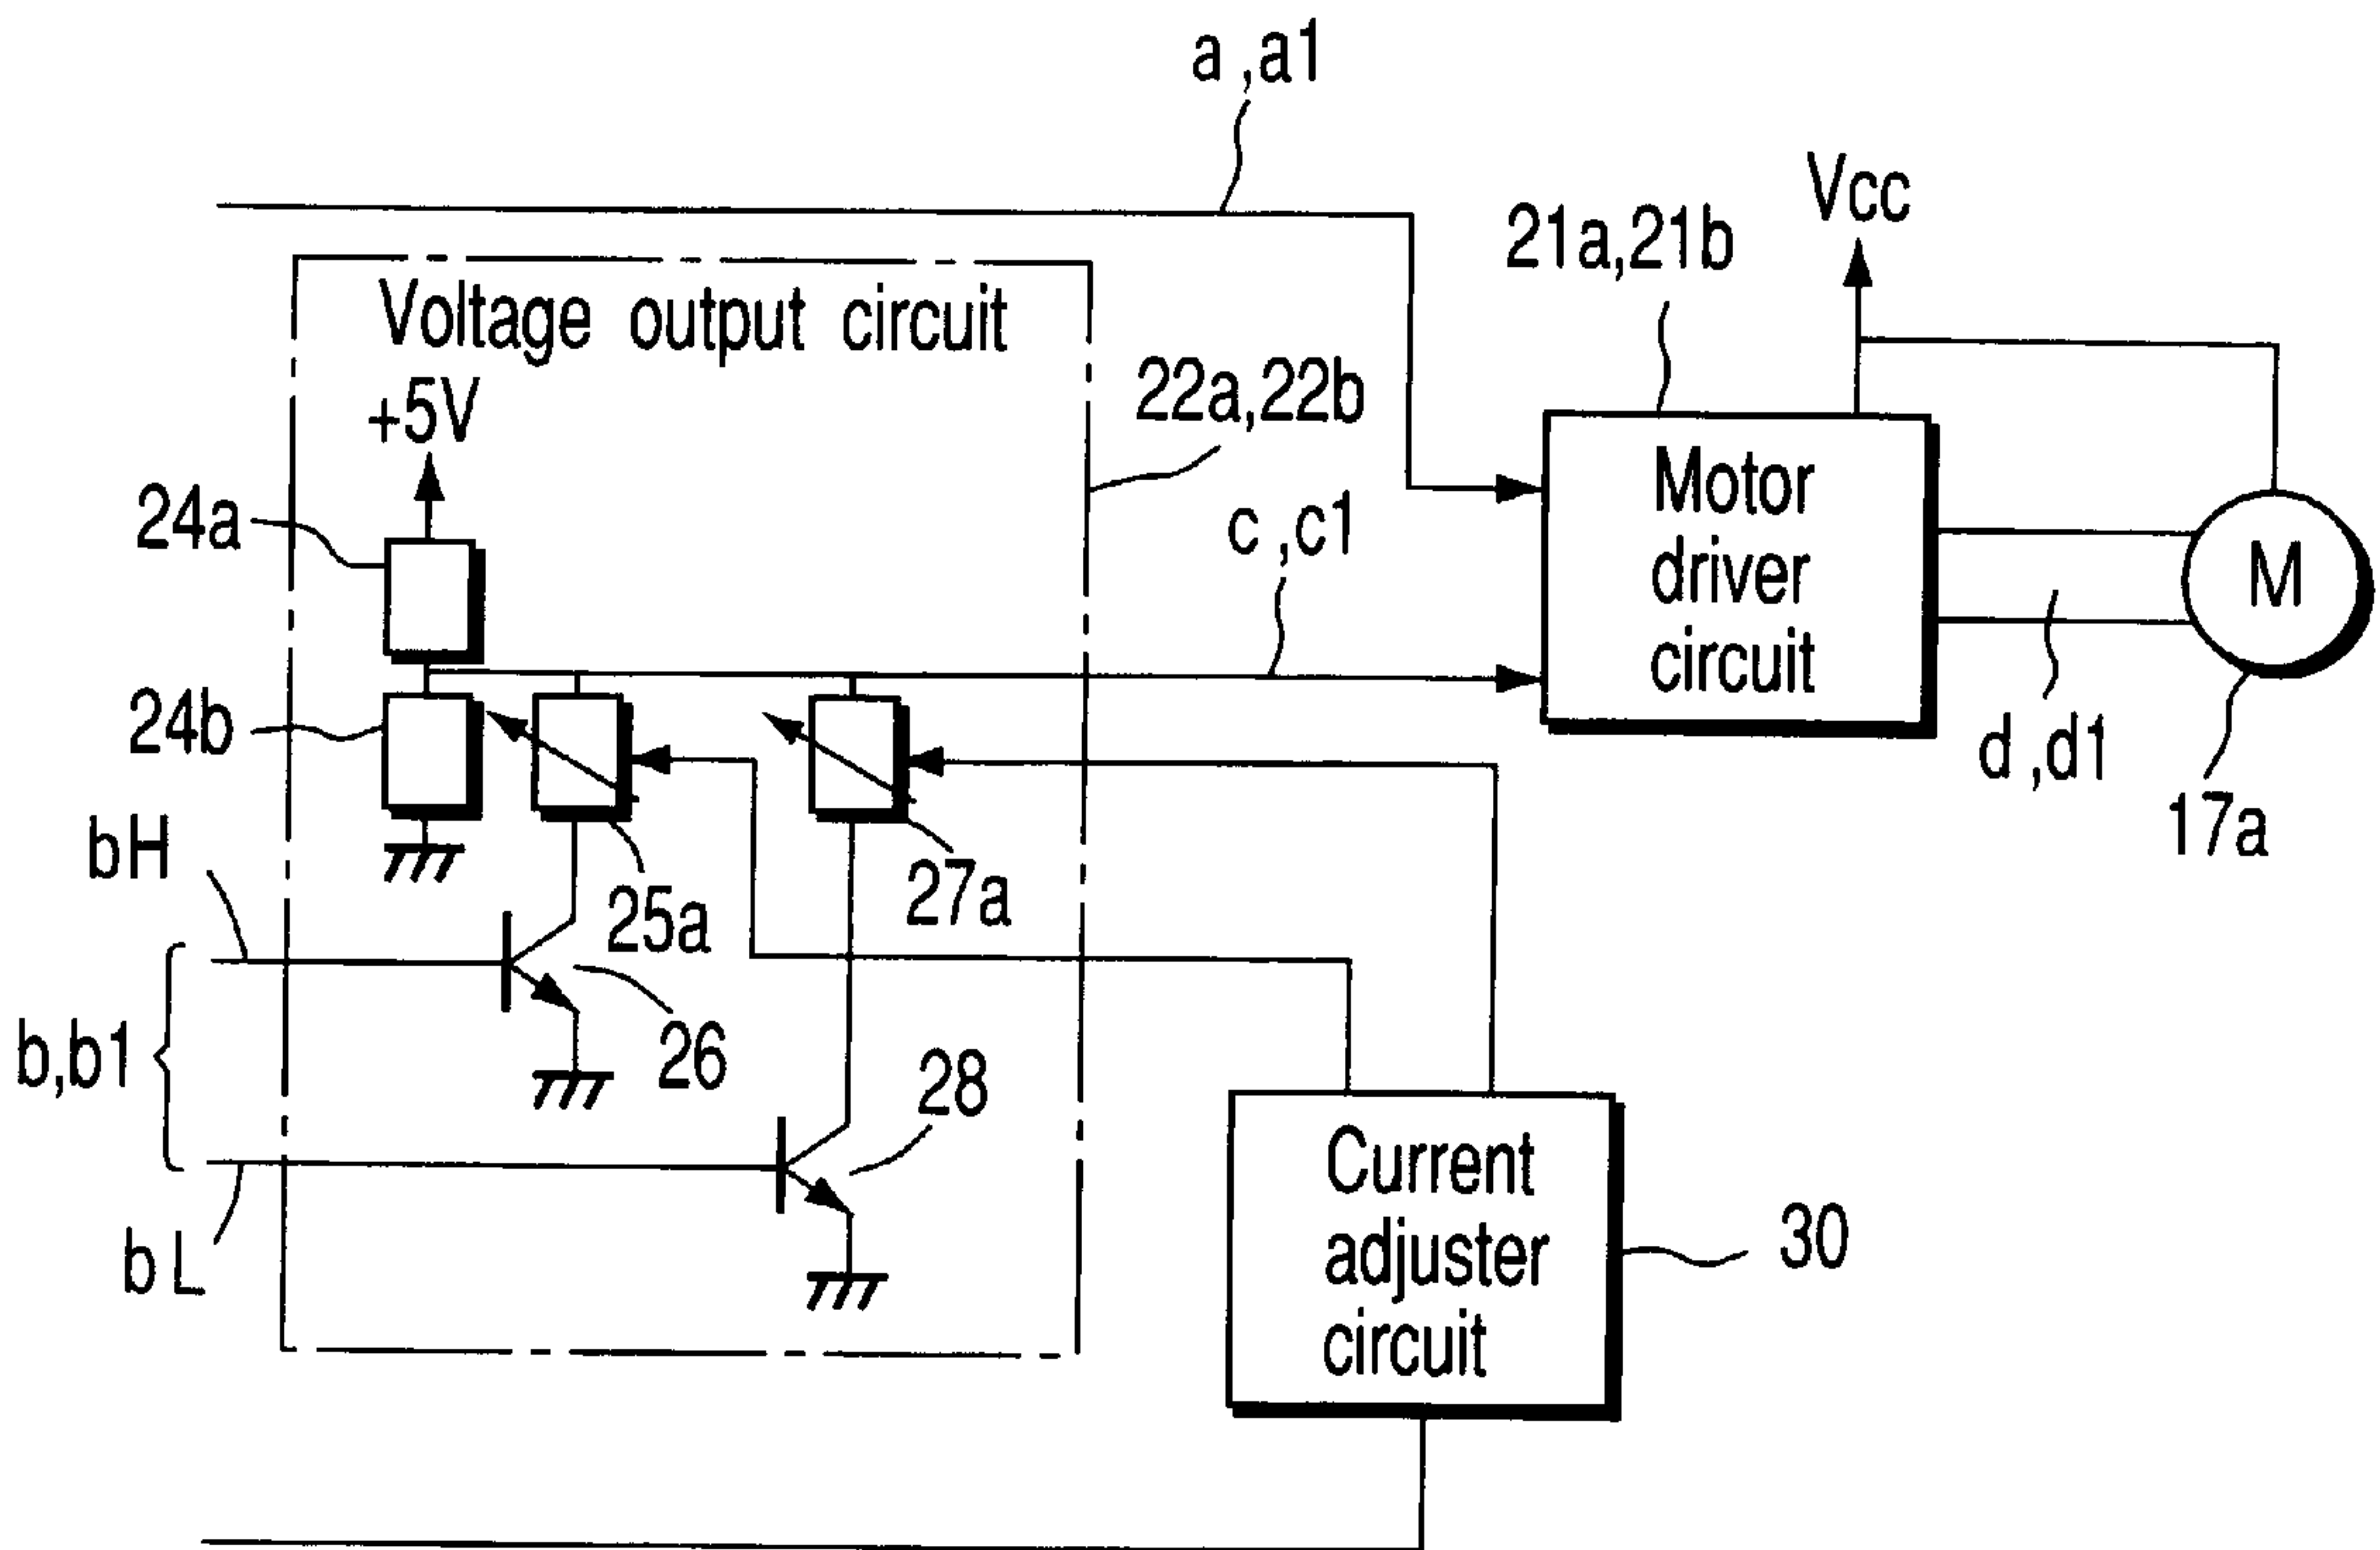 a,a1
Vcc
21a,21b
Voltage output circuit
+5V
22a,22b
24a
c,c1
Motor
driver
circuit
M
24b
d,d1
17a
bH
25a
27a
b,b1
26
28
bL
Current
adjuster
circuit
30